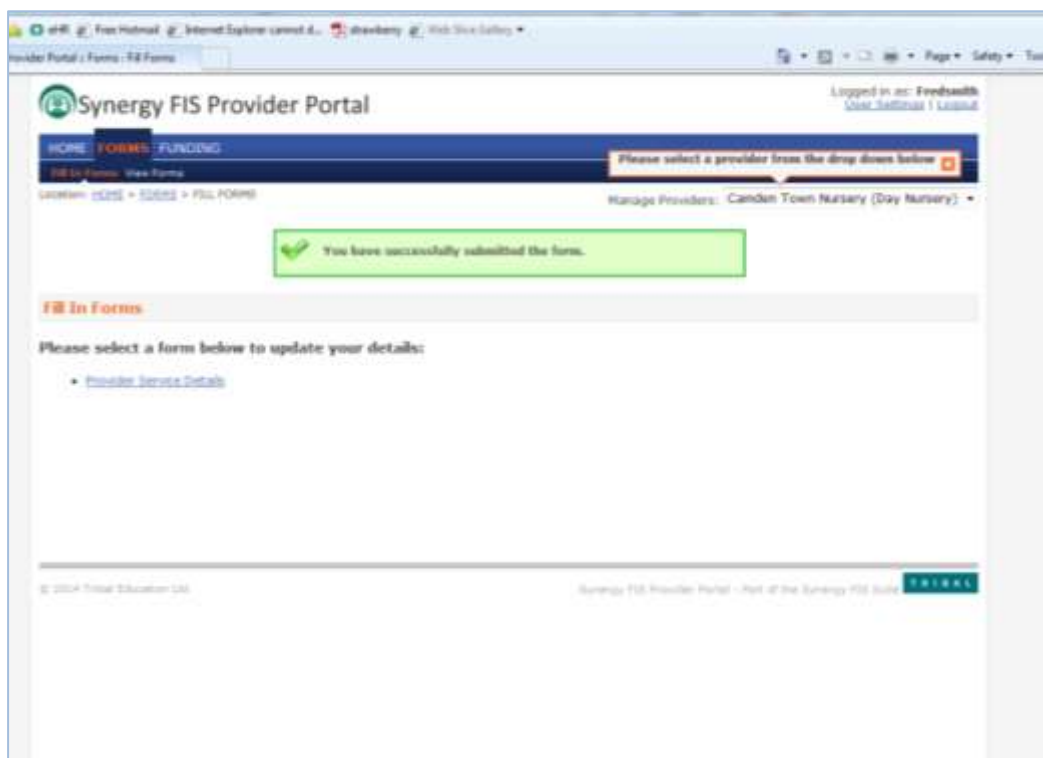 eHR Free Hotmail Internet Explorer cannot d... strawberry Web Slice Gallery
rovider Portal : Forms : Fill Forms
Page Safety Too
Synergy FIS Provider Portal
Logged in as: Fredsmith
User Settings | Logout
HOME FORMS FUNDING
Please select a provider from the drop down below
Fill In Forms View Forms
Location: HOME > FORMS > FILL FORMS
Manage Providers: Camden Town Nursery (Day Nursery)
You have successfully submitted the form.
Fill In Forms
Please select a form below to update your details:
Provider Service Details
© 2014 Tribal Education Ltd.
Synergy FIS Provider Portal - Part of the Synergy FIS Suite
TRIBAL